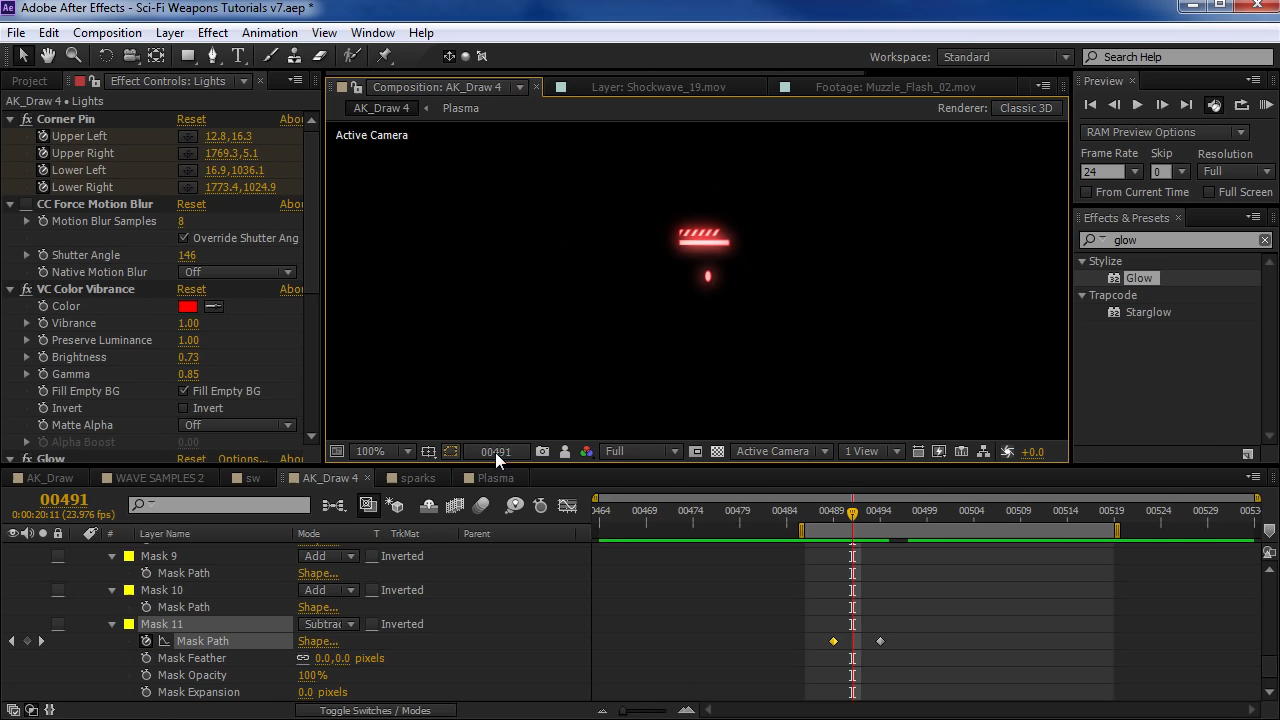 Ae Adobe After Effects - Sci-Fi Weapons Tutorials v7.aep *
File Edit Composition Layer Effect Animation View Window Help
Workspace: Standard Search Help
Project Effect Controls: Lights
AK_Draw 4 • Lights
Corner Pin Reset Abou
Upper Left 12.8,16.3
Upper Right 1769.3,5.1
Lower Left 16.9,1036.1
Lower Right 1773.4,1024.9
CC Force Motion Blur Reset Abou
Motion Blur Samples 8
Override Shutter Ang
Shutter Angle 146
Native Motion Blur Off
VC Color Vibrance Reset Abou
Color
Vibrance 1.00
Preserve Luminance 1.00
Brightness 0.73
Gamma 0.85
Fill Empty BG Fill Empty BG
Invert Invert
Matte Alpha Off
Alpha Boost 0.00
Glow Reset Options... Abou
Composition: AK_Draw 4 Layer: Shockwave_19.mov Footage: Muzzle_Flash_02.mov
AK_Draw 4 Plasma Renderer: Classic 3D
Active Camera
100% 00491 Full Active Camera 1 View +0.0
Preview
RAM Preview Options
Frame Rate Skip Resolution
24 0 Full
From Current Time Full Screen
Effects & Presets
glow
Stylize
32 Glow
Trapcode
32 Starglow
AK_Draw WAVE SAMPLES 2 sw AK_Draw 4 sparks Plasma
00491
0:00:20:11 (23.976 fps)
00464 00469 00474 00479 00484 00489 00494 00499 00504 00509 00514 00519 00524 00529 0053
# Layer Name Mode T TrkMat Parent
Mask 9 Add Inverted
Mask Path Shape...
Mask 10 Add Inverted
Mask Path Shape...
Mask 11 Subtrac Inverted
Mask Path Shape...
Mask Feather 0.0,0.0 pixels
Mask Opacity 100%
Mask Expansion 0.0 pixels
Toggle Switches / Modes